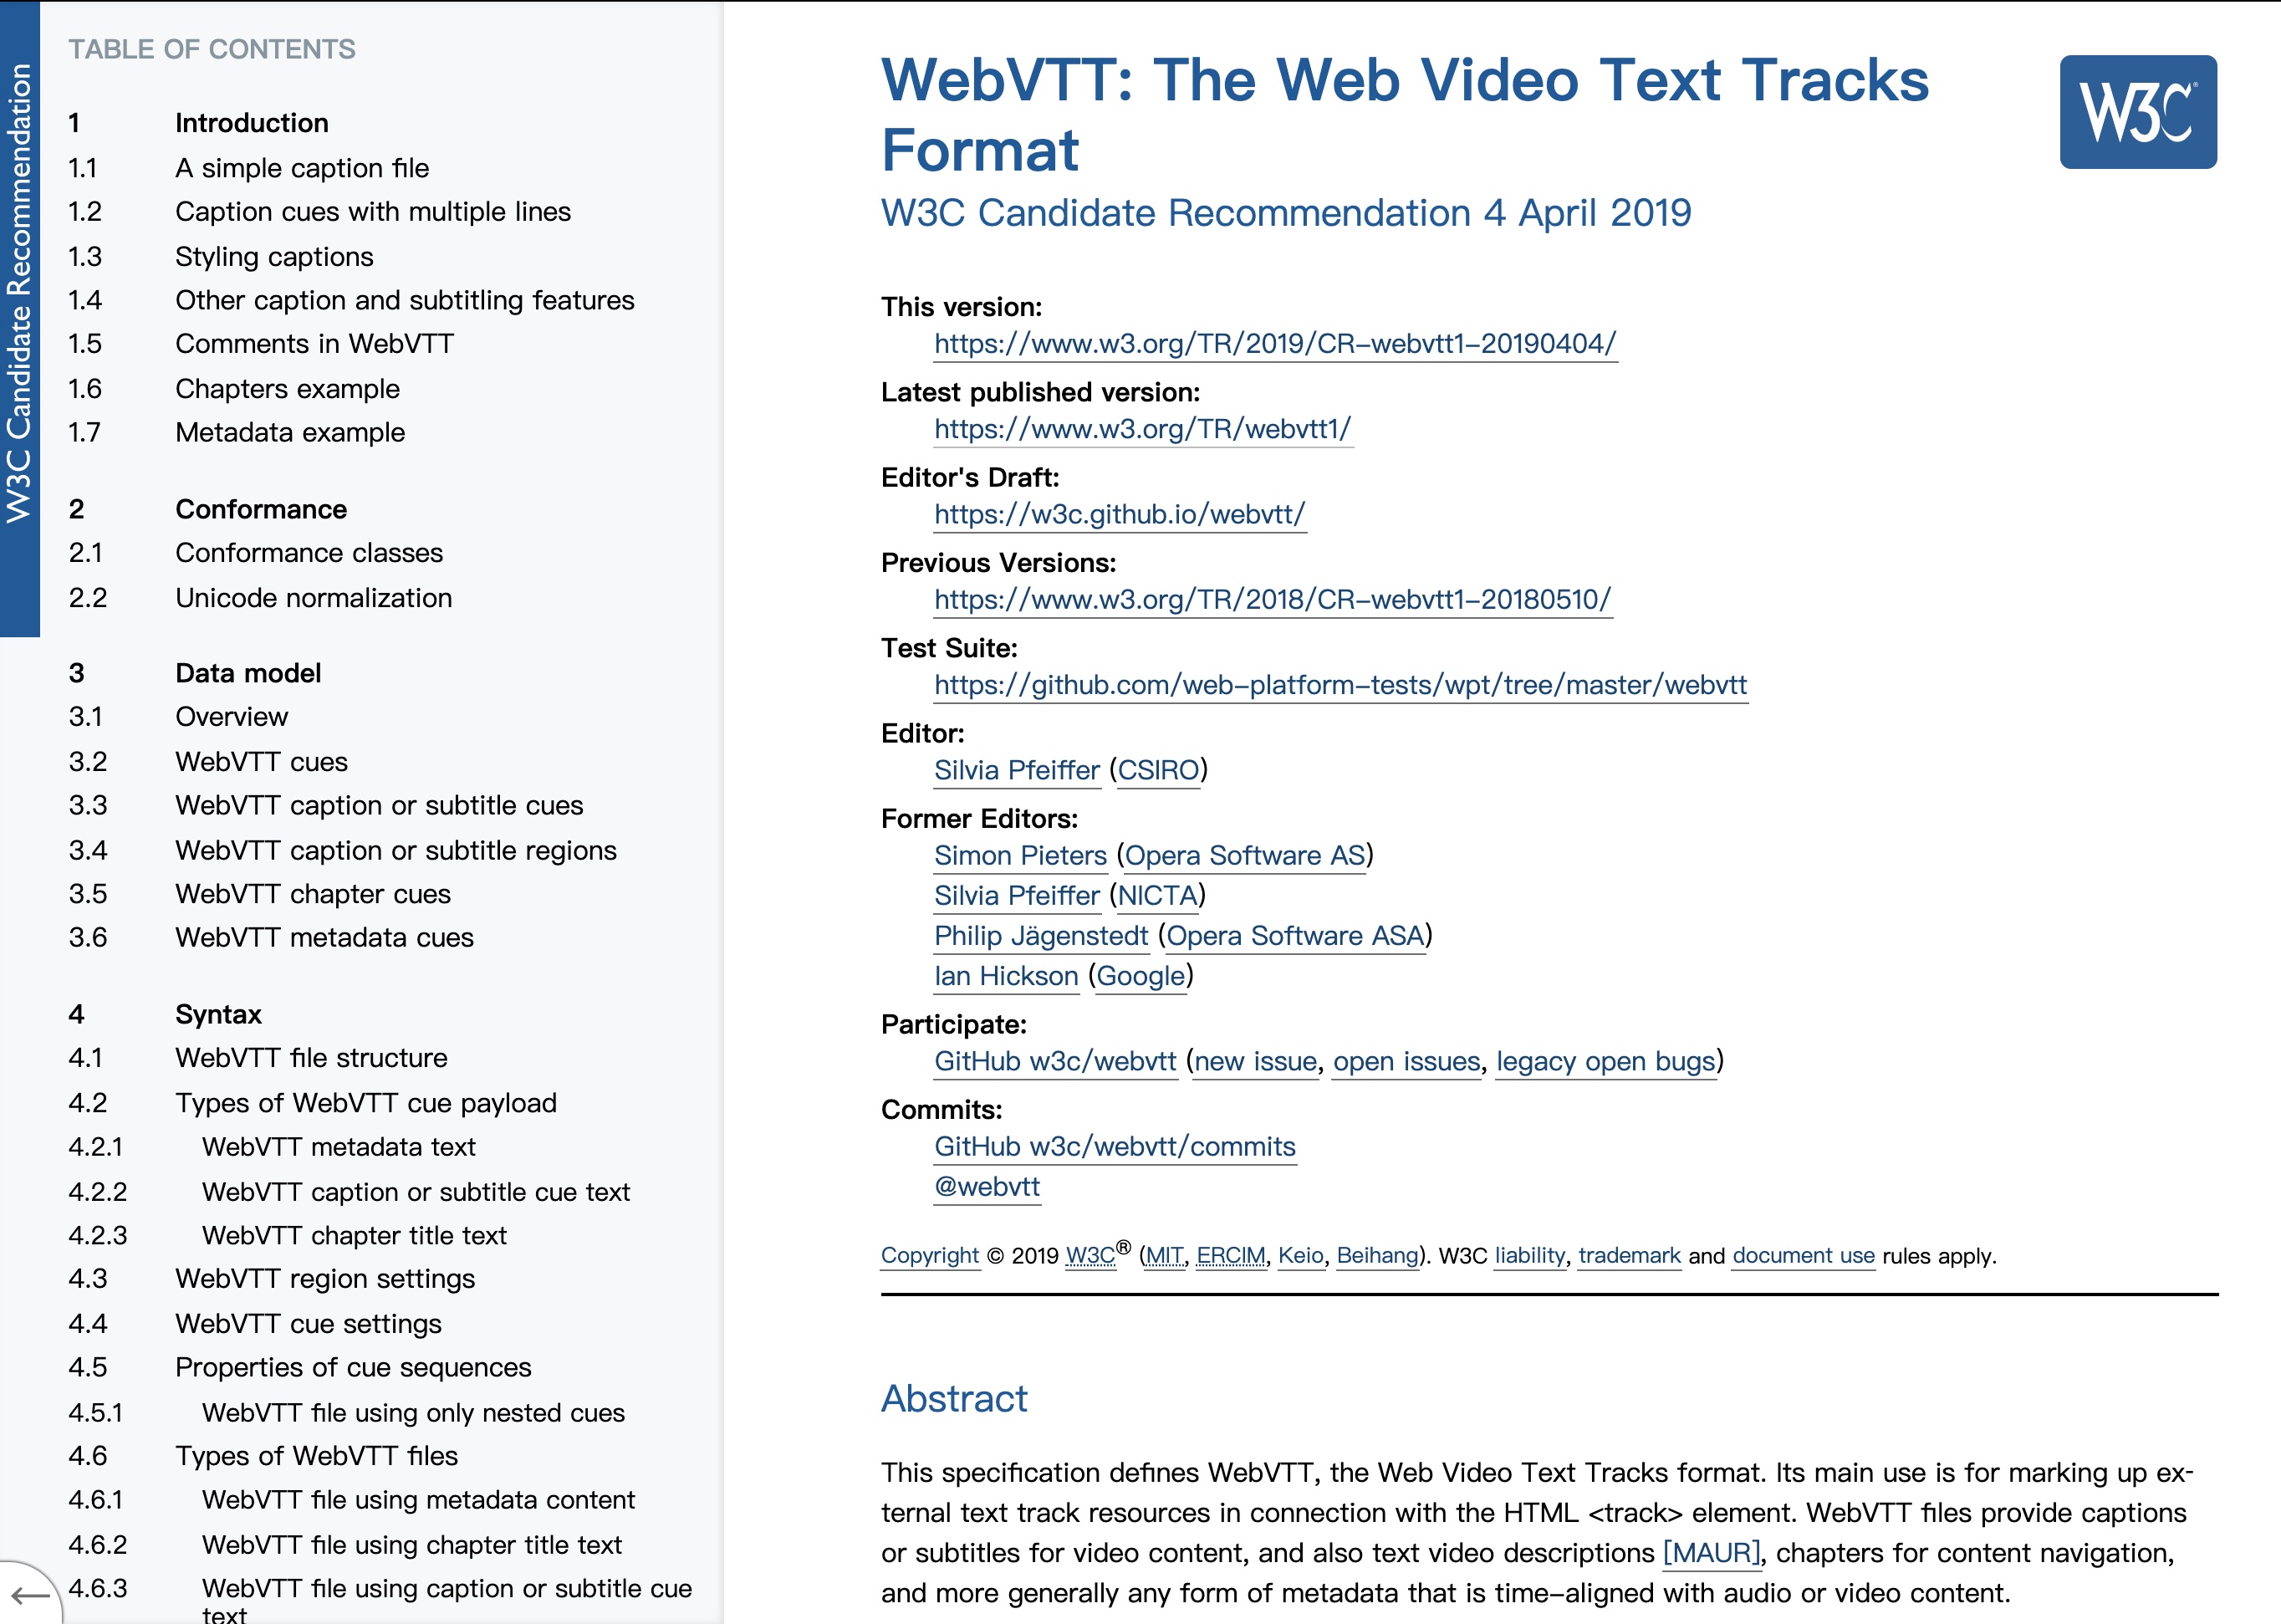 W3C Candidate Recommendation
TABLE OF CONTENTS
1 Introduction
1.1 A simple caption file
1.2 Caption cues with multiple lines
1.3 Styling captions
1.4 Other caption and subtitling features
1.5 Comments in WebVTT
1.6 Chapters example
1.7 Metadata example
2 Conformance
2.1 Conformance classes
2.2 Unicode normalization
3 Data model
3.1 Overview
3.2 WebVTT cues
3.3 WebVTT caption or subtitle cues
3.4 WebVTT caption or subtitle regions
3.5 WebVTT chapter cues
3.6 WebVTT metadata cues
4 Syntax
4.1 WebVTT file structure
4.2 Types of WebVTT cue payload
4.2.1 WebVTT metadata text
4.2.2 WebVTT caption or subtitle cue text
4.2.3 WebVTT chapter title text
4.3 WebVTT region settings
4.4 WebVTT cue settings
4.5 Properties of cue sequences
4.5.1 WebVTT file using only nested cues
4.6 Types of WebVTT files
4.6.1 WebVTT file using metadata content
4.6.2 WebVTT file using chapter title text
4.6.3 WebVTT file using caption or subtitle cue
text
WebVTT: The Web Video Text Tracks
Format
W3C®
W3C Candidate Recommendation 4 April 2019
This version:
https://www.w3.org/TR/2019/CR-webvtt1-20190404/
Latest published version:
https://www.w3.org/TR/webvtt1/
Editor's Draft:
https://w3c.github.io/webvtt/
Previous Versions:
https://www.w3.org/TR/2018/CR-webvtt1-20180510/
Test Suite:
https://github.com/web-platform-tests/wpt/tree/master/webvtt
Editor:
Silvia Pfeiffer (CSIRO)
Former Editors:
Simon Pieters (Opera Software AS)
Silvia Pfeiffer (NICTA)
Philip Jägenstedt (Opera Software ASA)
Ian Hickson (Google)
Participate:
GitHub w3c/webvtt (new issue, open issues, legacy open bugs)
Commits:
GitHub w3c/webvtt/commits
@webvtt
Copyright © 2019 W3C® (MIT, ERCIM, Keio, Beihang). W3C liability, trademark and document use rules apply.
Abstract
This specification defines WebVTT, the Web Video Text Tracks format. Its main use is for marking up ex-
ternal text track resources in connection with the HTML <track> element. WebVTT files provide captions
or subtitles for video content, and also text video descriptions [MAUR], chapters for content navigation,
and more generally any form of metadata that is time-aligned with audio or video content.